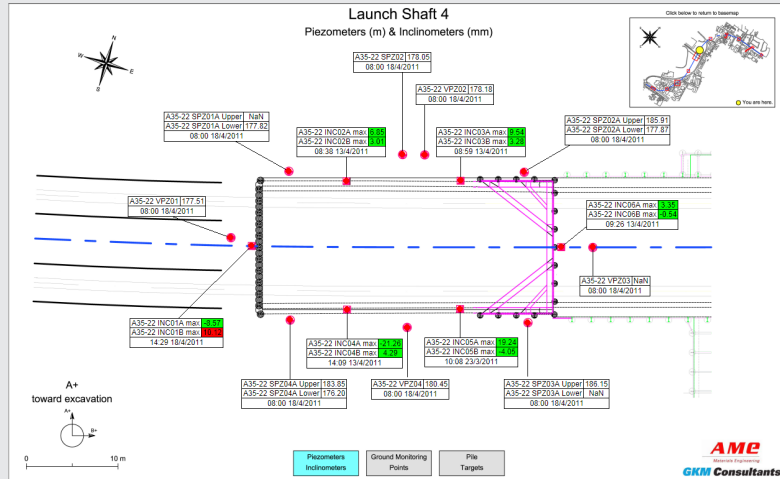 Launch Shaft 4
Piezometers (m) & Inclinometers (mm)
Click below to return to basemap
You are here.
N
W
E
S
A35-22 SPZ02 178.05
08:00 18/4/2011
A35-22 VPZ02 178.18
08:00 18/4/2011
A35-22 SPZ01A Upper NaN
A35-22 SPZ01A Lower 177.82
08:00 18/4/2011
A35-22 INC02A max 6.85
A35-22 INC02B max 3.01
08:38 13/4/2011
A35-22 INC03A max 9.54
A35-22 INC03B max 3.28
08:59 13/4/2011
A35-22 SPZ02A Upper 185.91
A35-22 SPZ02A Lower 177.87
08:00 18/4/2011
A35-22 VPZ01 177.51
08:00 18/4/2011
A35-22 INC06A max 3.35
A35-22 INC06B max -0.54
09:26 13/4/2011
A35-22 VPZ03 NaN
08:00 18/4/2011
A35-22 INC01A max -8.57
A35-22 INC01B max
14:29 18/4/2011
A35-22 INC04A max -21.26
A35-22 INC04B max 4.29
14:09 13/4/2011
A35-22 INC05A max 19.24
A35-22 INC05B max -4.05
10:08 23/3/2011
A35-22 SPZ04A Upper 183.85
A35-22 SPZ04A Lower 176.20
08:00 18/4/2011
A35-22 VPZ04 180.45
08:00 18/4/2011
A35-22 SPZ03A Upper 186.15
A35-22 SPZ03A Lower NaN
08:00 18/4/2011
A+
toward excavation
A+
B+
0 10 m
Piezometers
Inclinometers
Ground Monitoring
Points
Pile
Targets
AME
Materials Engineering
GKM Consultants